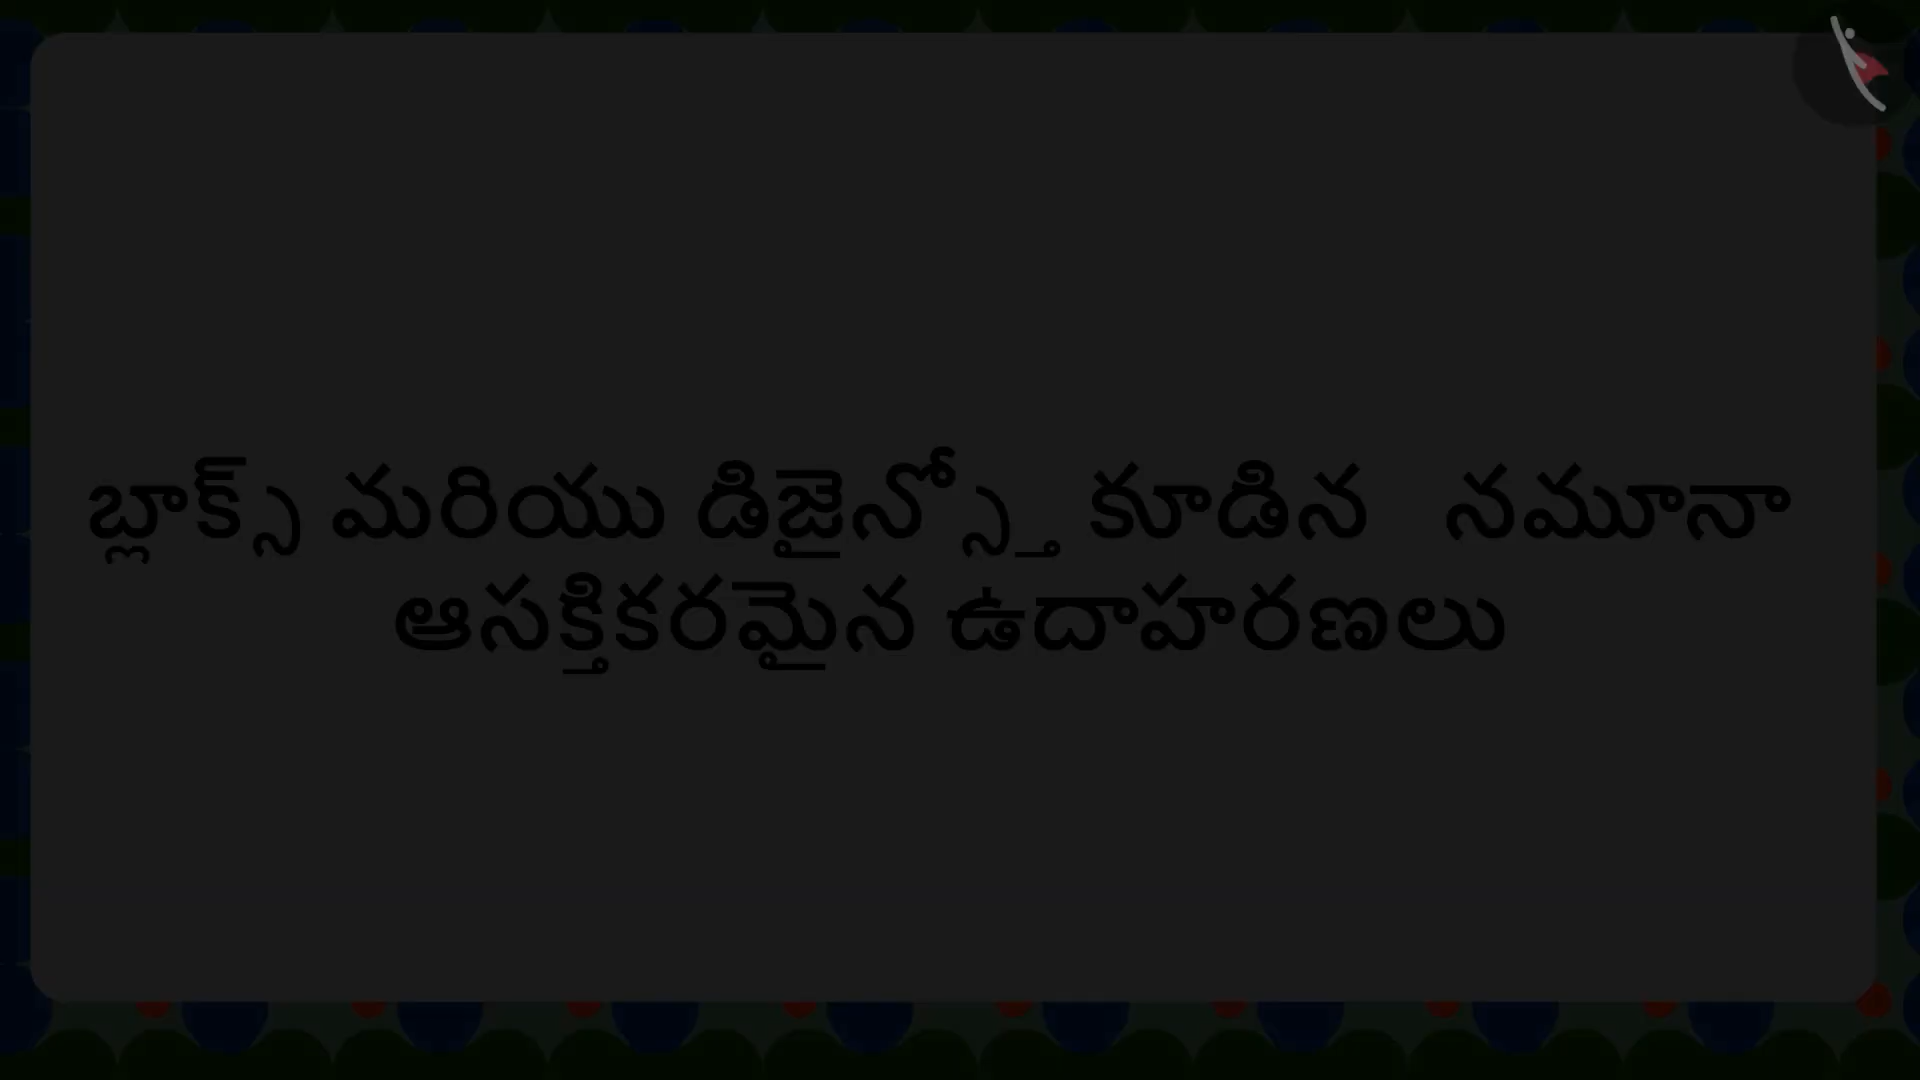 బ్లాక్స్ మరియు డిజైన్స్తో కూడిన నమూనా
ఆసక్తికరమైన ఉదాహరణలు